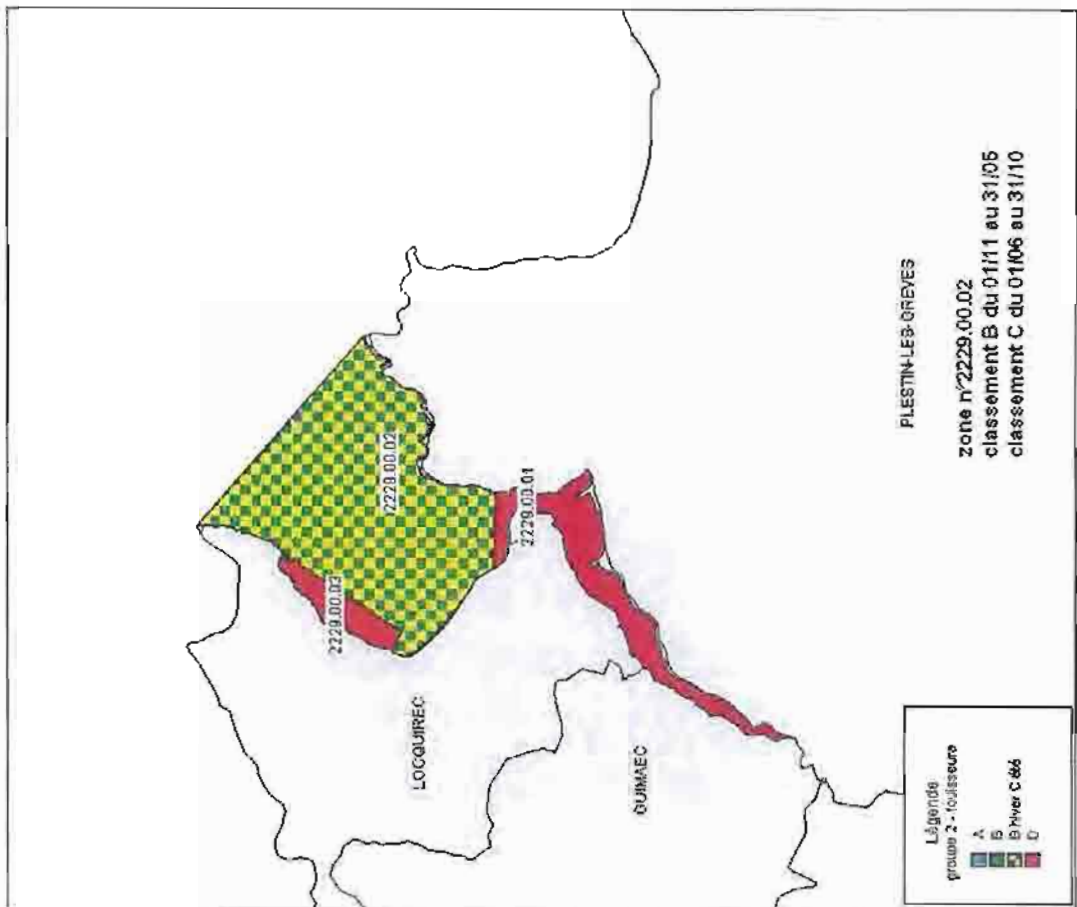 2229.00.03
2229.00.02
2229.00.01
LOCQUIREC
GUIMAEC
PLESTIN-LES-GREVES
zone n°2229.00.02
classement B du 01/11 au 31/05
classement C du 01/06 au 31/10
Légende
groupe 2 - fouisseurs
A
B
B hiver C été
D